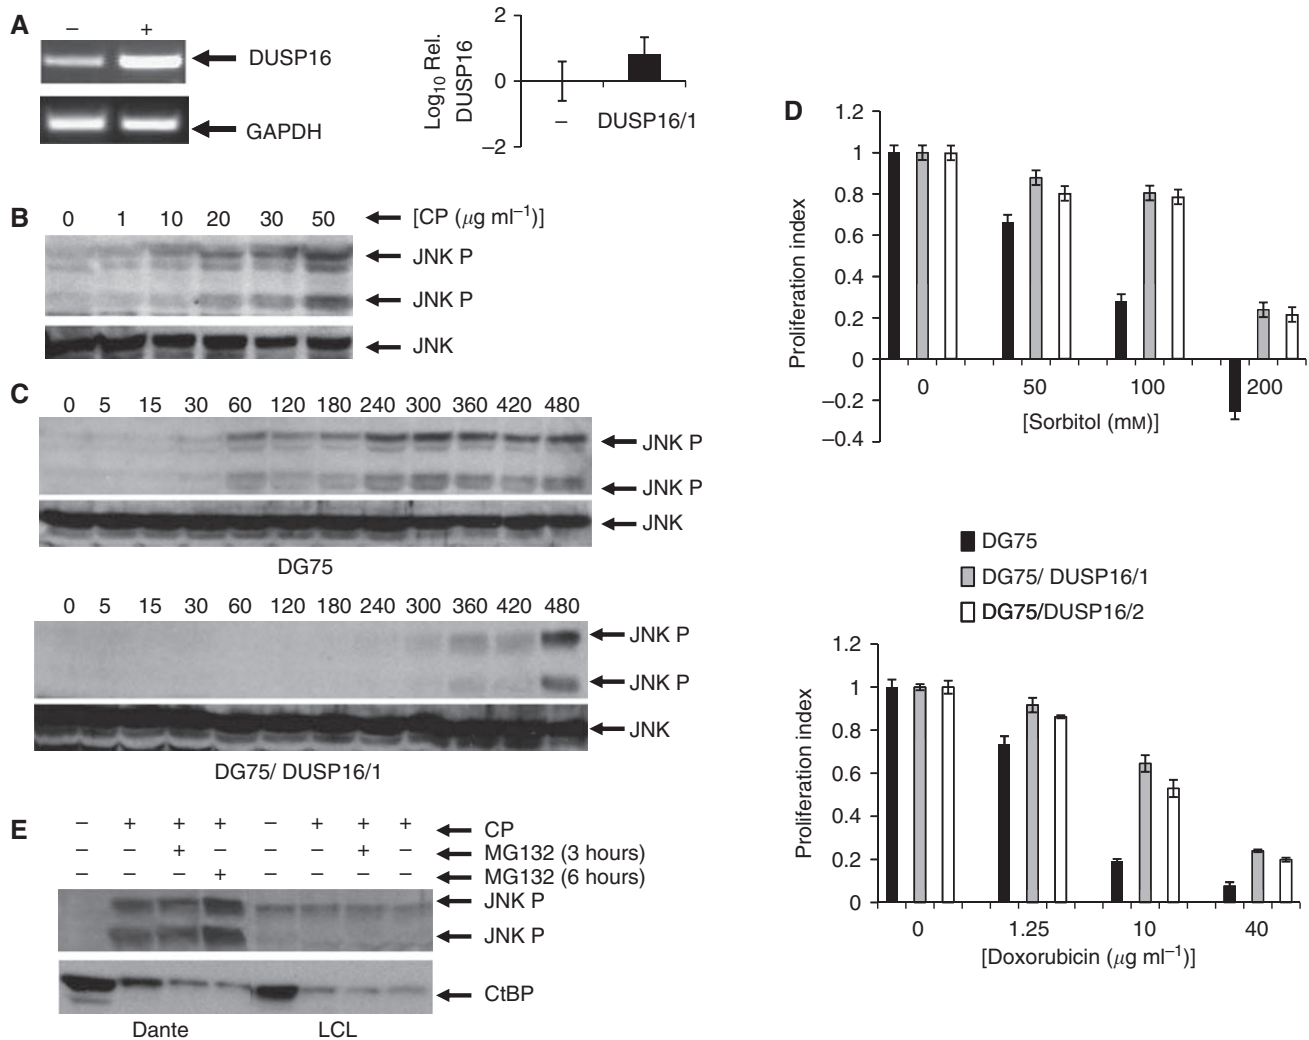 A
– +
DUSP16
GAPDH
Log10 Rel. DUSP16
2
0
–2
– DUSP16/1
B
0 1 10 20 30 50 [CP (μg ml–1)]
JNK P
JNK P
JNK
C
0 5 15 30 60 120 180 240 300 360 420 480
JNK P
JNK P
JNK
DG75
0 5 15 30 60 120 180 240 300 360 420 480
JNK P
JNK P
JNK
DG75/ DUSP16/1
D
Proliferation index
1.2
1
0.8
0.6
0.4
0.2
0
–0.2
–0.4
0 50 100 200
[Sorbitol (mM)]
DG75
DG75/ DUSP16/1
DG75/DUSP16/2
Proliferation index
1.2
1
0.8
0.6
0.4
0.2
0
0 1.25 10 40
[Doxorubicin (μg ml–1)]
E
– + + + – + + + CP
– – + – – – + – MG132 (3 hours)
– – – + – – – – MG132 (6 hours)
JNK P
JNK P
CtBP
Dante LCL